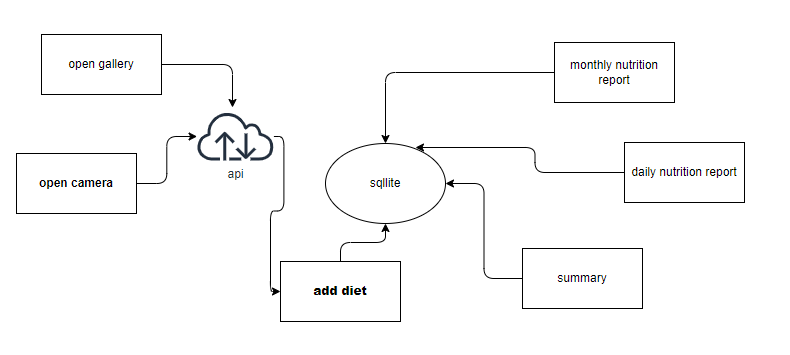 open gallery
monthly nutrition
report
api
open camera
sqllite
daily nutrition report
add diet
summary